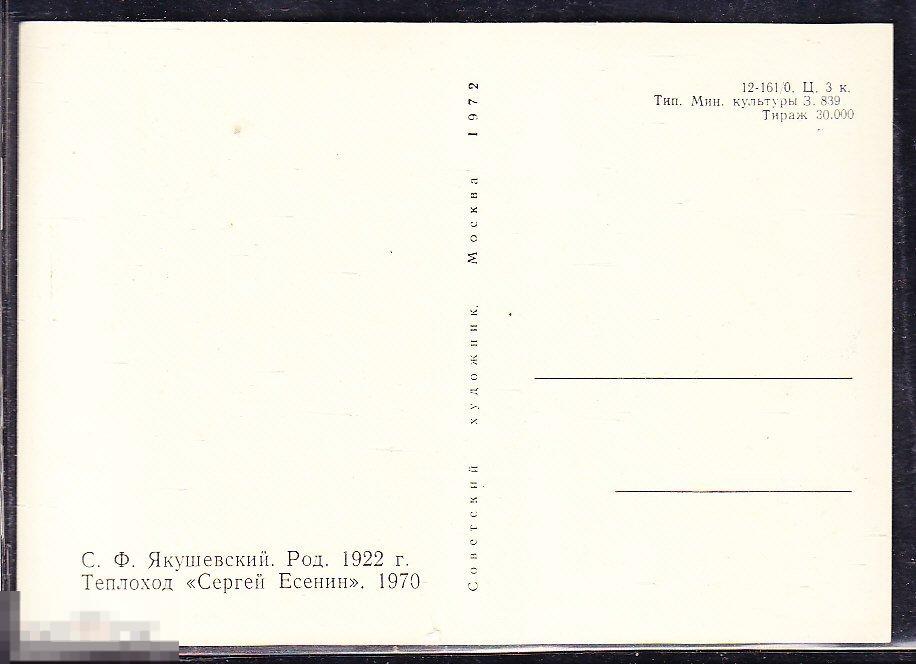 12-161/0. Ц. 3 к.
Тип. Мин. культуры З. 839
Тираж 30.000
Советский художник. Москва 1972
С. Ф. Якушевский. Род. 1922 г.
Теплоход «Сергей Есенин». 1970